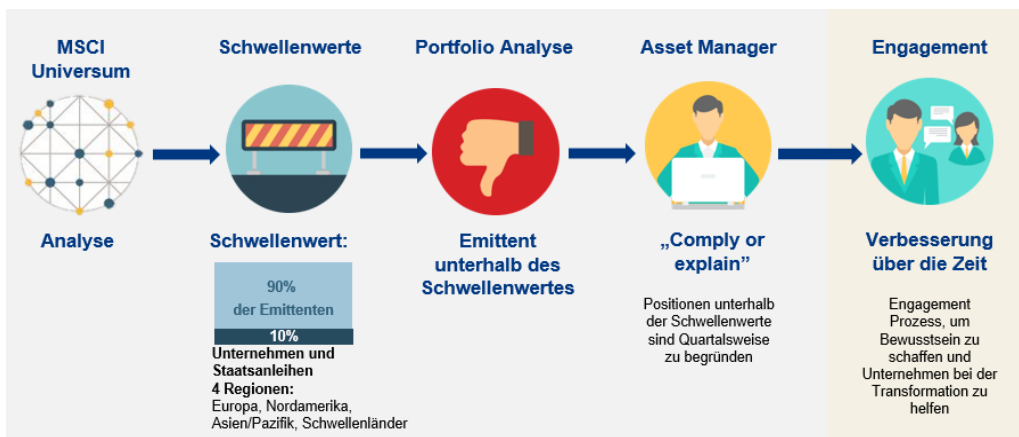 MSCI
Universum
Analyse
Schwellenwerte
Schwellenwert:
90%
der Emittenten
10%
Unternehmen und
Staatsanleihen
4 Regionen:
Europa, Nordamerika,
Asien/Pazifik, Schwellenländer
Portfolio Analyse
Emittent
unterhalb des
Schwellenwertes
Asset Manager
„Comply or
explain”
Positionen unterhalb
der Schwellenwerte
sind Quartalsweise
zu begründen
Engagement
Verbesserung
über die Zeit
Engagement
Prozess, um
Bewusstsein zu
schaffen und
Unternehmen bei der
Transformation zu
helfen